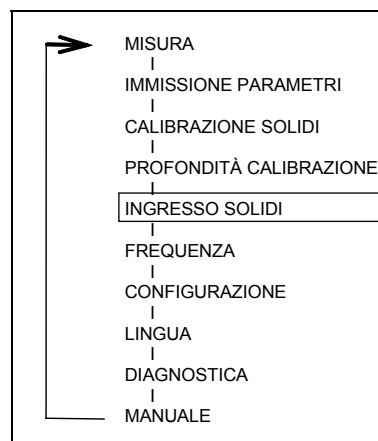 MISURA
IMMISSIONE PARAMETRI
CALIBRAZIONE SOLIDI
PROFONDITÀ CALIBRAZIONE
INGRESSO SOLIDI
FREQUENZA
CONFIGURAZIONE
LINGUA
DIAGNOSTICA
MANUALE